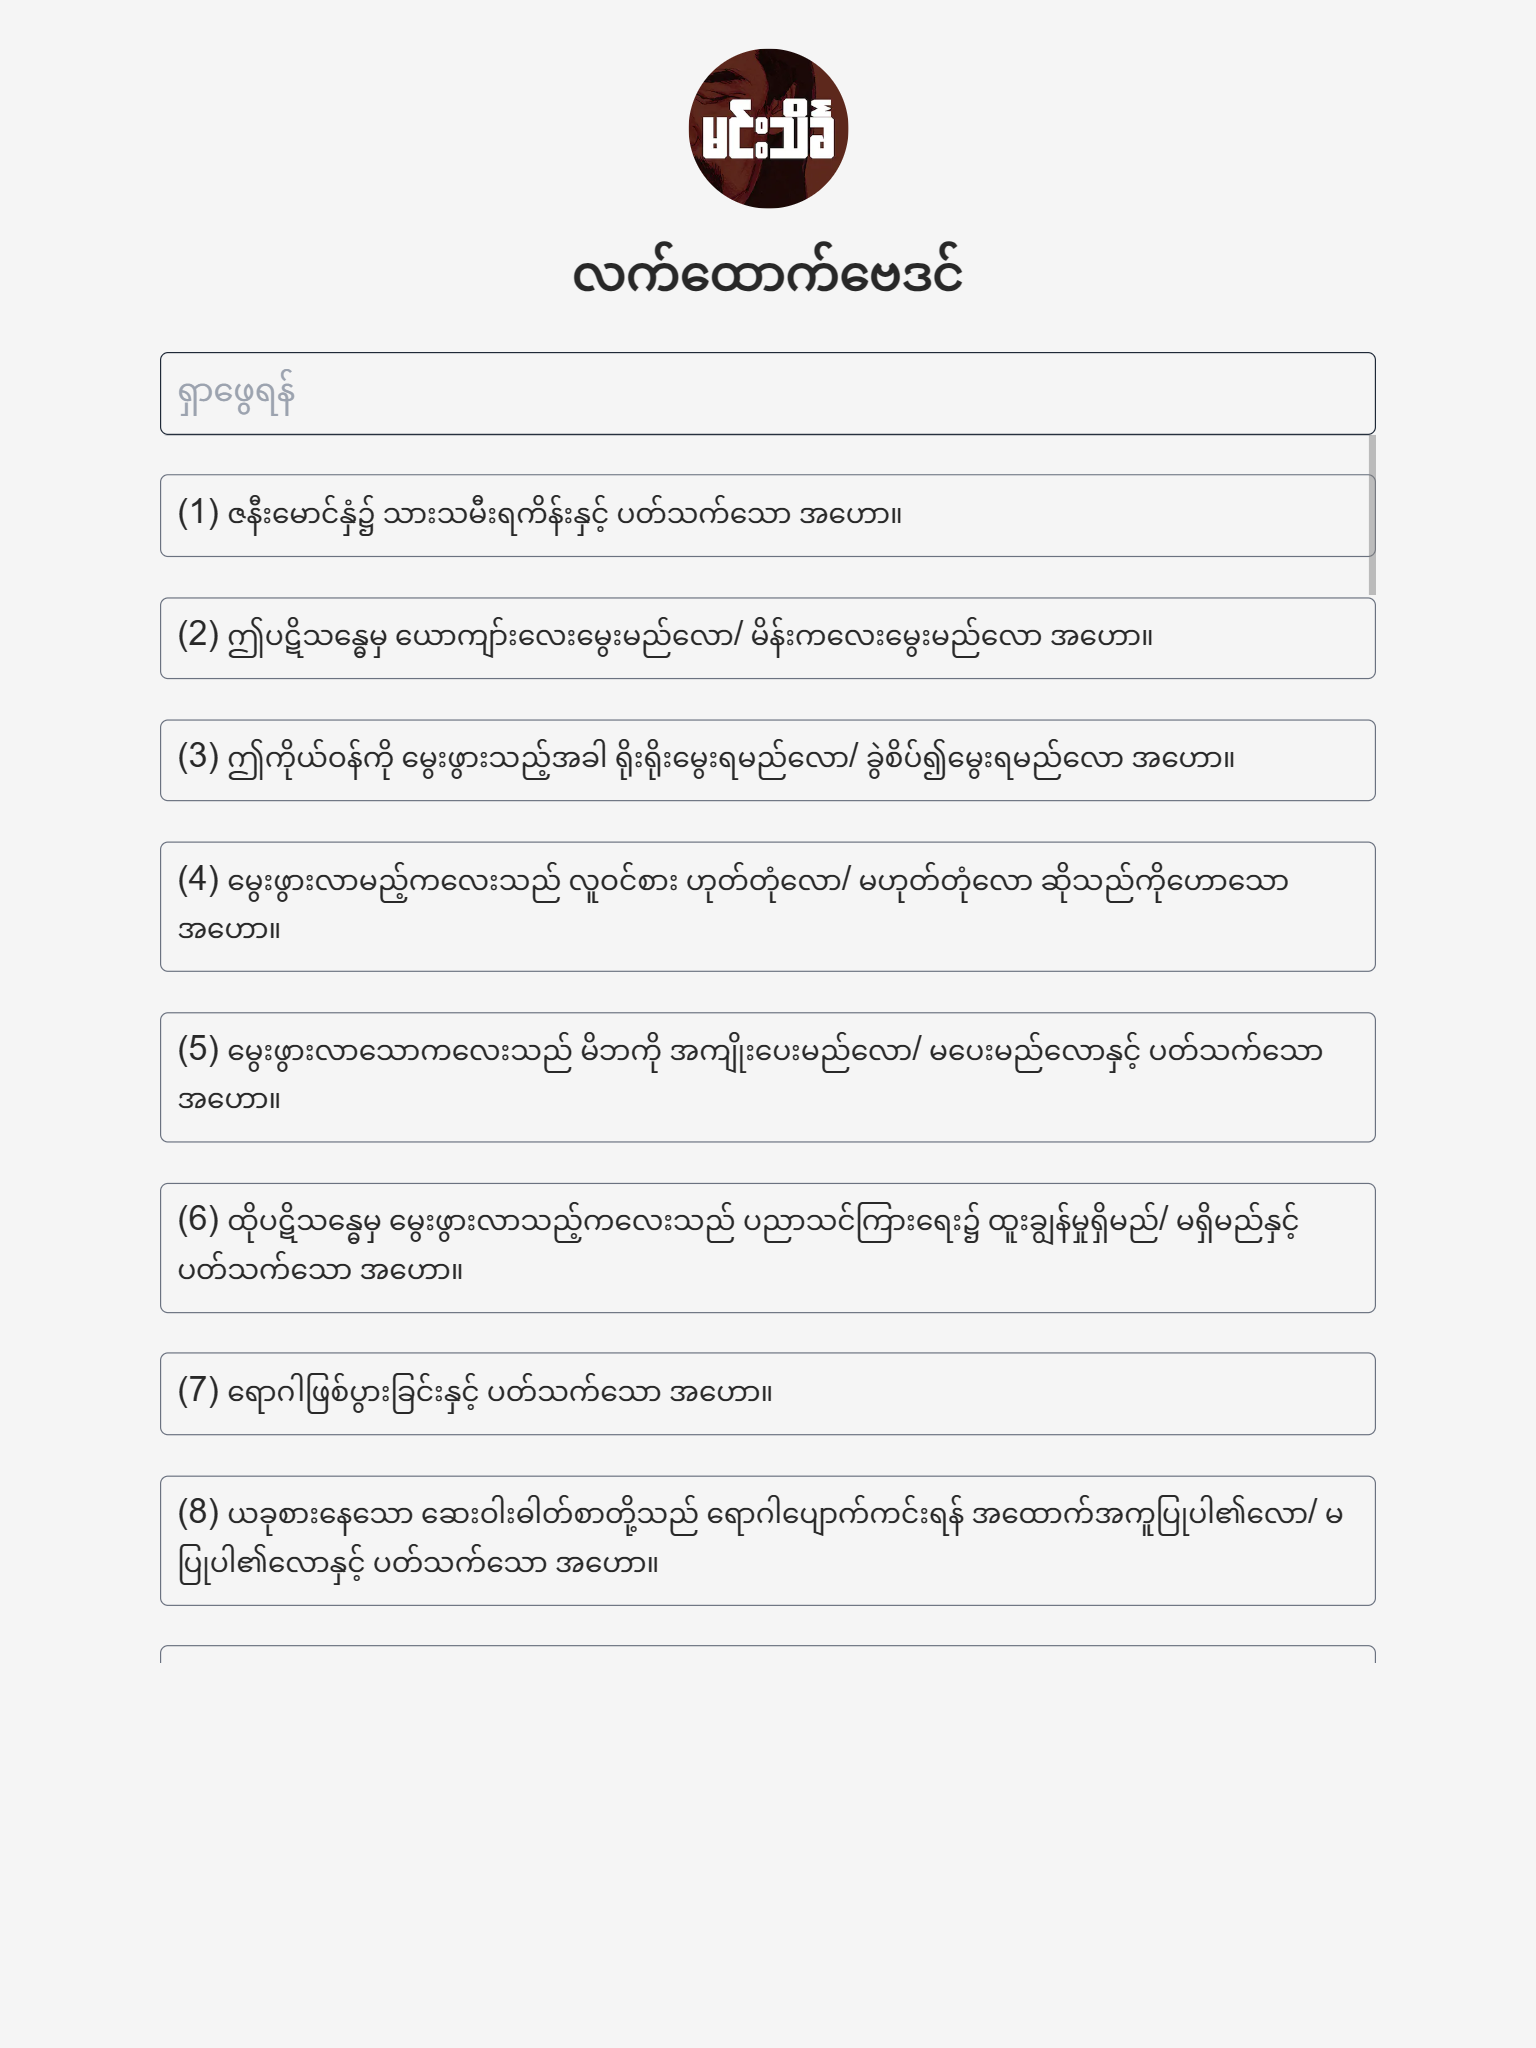 မင်းသိင်္ခ
လက်ထောက်ဗေဒင်
ရှာဖွေရန်
(1) ဇနီးမောင်နှံ၌ သားသမီးရကိန်းနှင့် ပတ်သက်သော အဟော။
(2) ဤပဋိသန္ဓေမှ ယောကျာ်းလေးမွေးမည်လော/ မိန်းကလေးမွေးမည်လော အဟော။
(3) ဤကိုယ်ဝန်ကို မွေးဖွားသည့်အခါ ရိုးရိုးမွေးရမည်လော/ ခွဲစိပ်၍မွေးရမည်လော အဟော။
(4) မွေးဖွားလာမည့်ကလေးသည် လူဝင်စား ဟုတ်တုံလော/ မဟုတ်တုံလော ဆိုသည်ကိုဟောသော
အဟော။
(5) မွေးဖွားလာသောကလေးသည် မိဘကို အကျိုးပေးမည်လော/ မပေးမည်လောနှင့် ပတ်သက်သော
အဟော။
(6) ထိုပဋိသန္ဓေမှ မွေးဖွားလာသည့်ကလေးသည် ပညာသင်ကြားရေး၌ ထူးချွန်မှုရှိမည်/ မရှိမည်နှင့်
ပတ်သက်သော အဟော။
(7) ရောဂါဖြစ်ပွားခြင်းနှင့် ပတ်သက်သော အဟော။
(8) ယခုစားနေသော ဆေးဝါးဓါတ်စာတို့သည် ရောဂါပျောက်ကင်းရန် အထောက်အကူပြုပါ၏လော/ မ
ပြုပါ၏လောနှင့် ပတ်သက်သော အဟော။